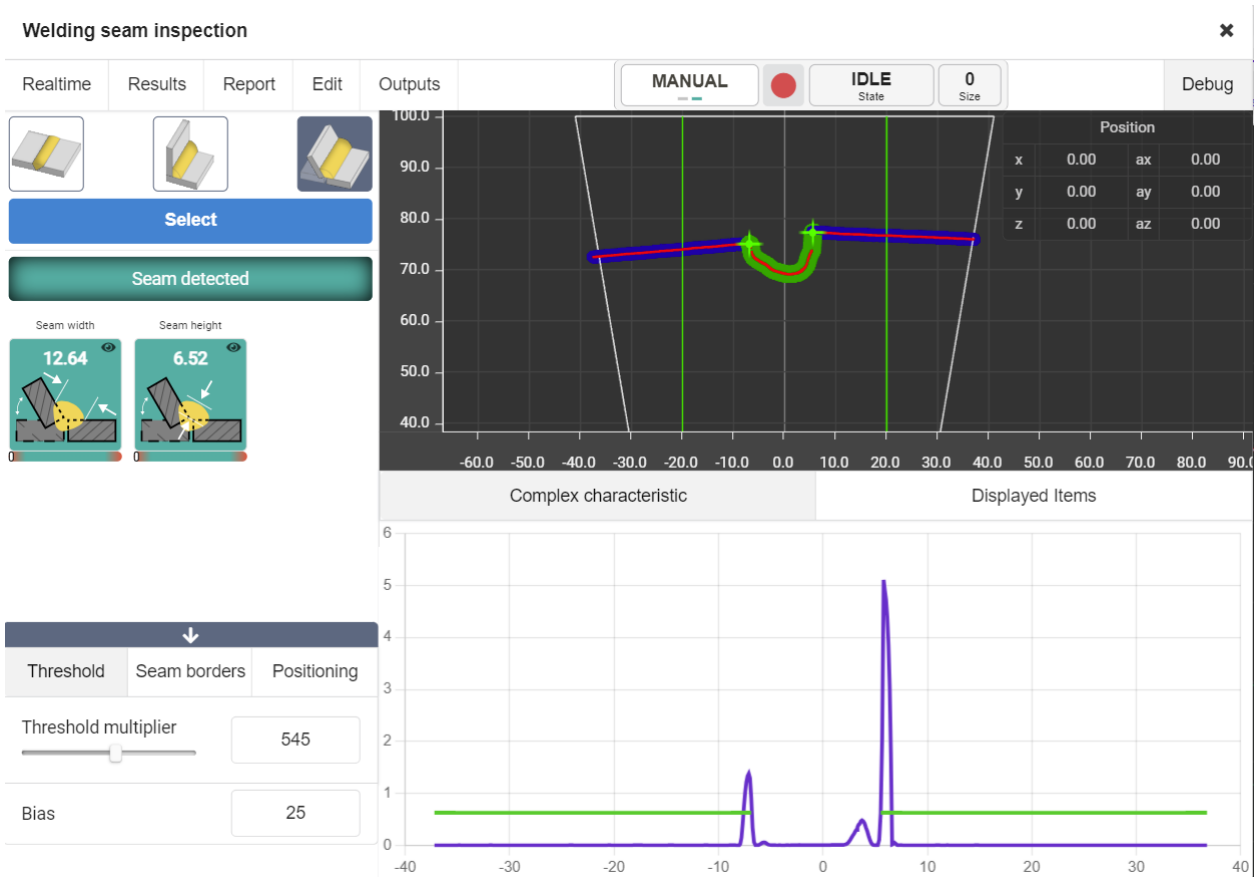 Welding seam inspection
Realtime Results Report Edit Outputs MANUAL IDLE 0 Debug
State Size
Select
Seam detected
Seam width Seam height
12.64 6.52
100.0
90.0
80.0
70.0
60.0
50.0
40.0
-60.0 -50.0 -40.0 -30.0 -20.0 -10.0 0.0 10.0 20.0 30.0 40.0 50.0 60.0 70.0 80.0 90.0
Position
x 0.00 ax 0.00
y 0.00 ay 0.00
z 0.00 az 0.00
Complex characteristic Displayed Items
6
5
4
3
2
1
0
-40 -30 -20 -10 0 10 20 30 40
Threshold Seam borders Positioning
Threshold multiplier 545
Bias 25